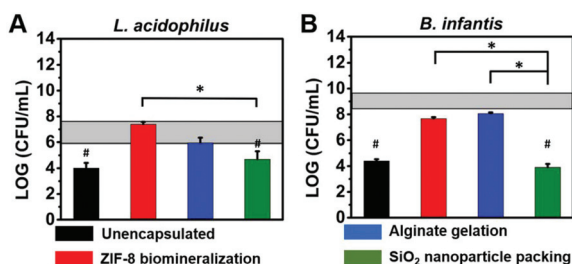 A L. acidophilus
LOG (CFU/mL)
14
12
10
8
6
4
2
0
#
*
#
B B. infantis
LOG (CFU/mL)
14
12
10
8
6
4
2
0
#
*
*
#
Unencapsulated
ZIF-8 biomineralization
Alginate gelation
SiO₂ nanoparticle packing